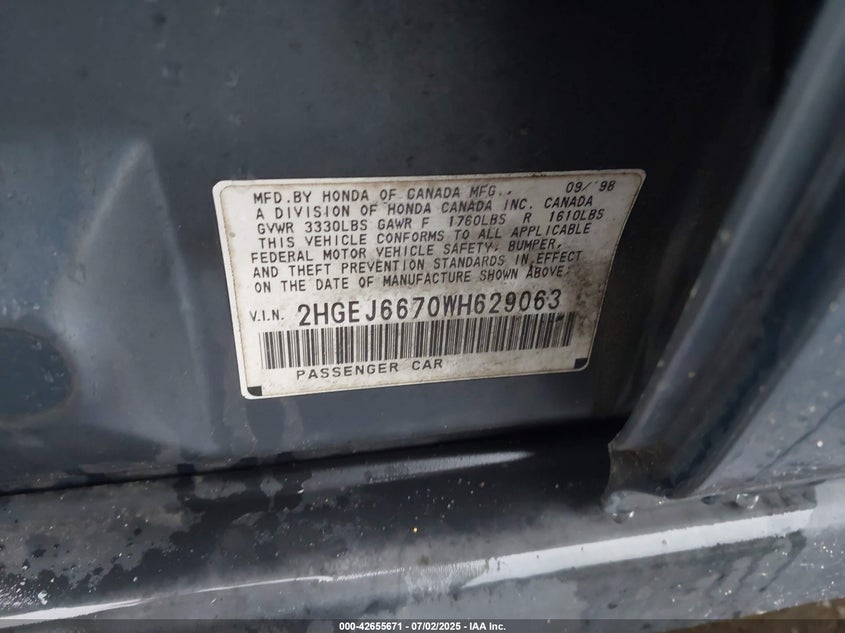 MFD.BY HONDA OF CANADA MFG., 09/'98
A DIVISION OF HONDA CANADA INC. CANADA
GVWR 3330LBS GAWR F 1760LBS R 1610LBS
THIS VEHICLE CONFORMS TO ALL APPLICABLE
FEDERAL MOTOR VEHICLE SAFETY, BUMPER,
AND THEFT PREVENTION STANDARDS IN EFFECT
ON THE DATE OF MANUFACTURE SHOWN ABOVE.
V.I.N. 2HGEJ6670WH629063
PASSENGER CAR
000-42655671 - 07/02/2025 - IAA Inc.